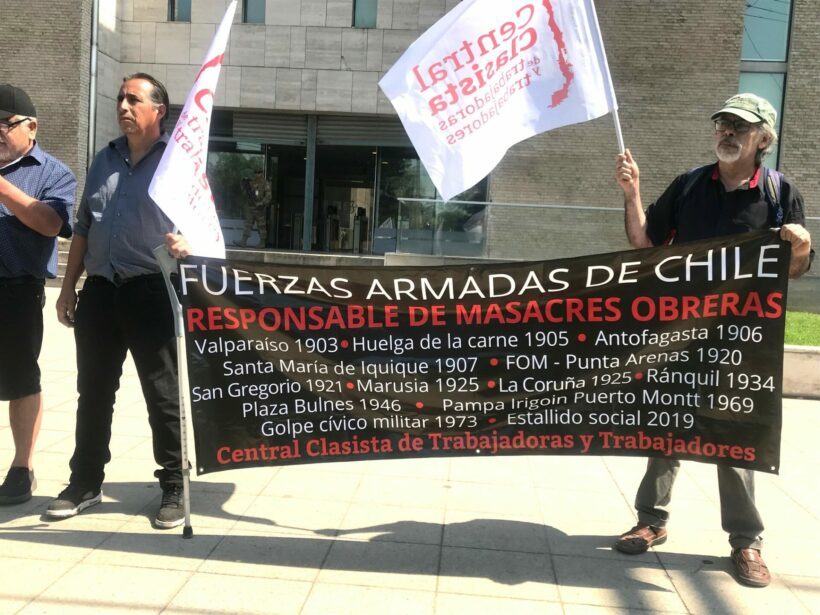 Central
Clasista
de trabajadoras
y trabajadores
FUERZAS ARMADAS DE CHILE
RESPONSABLE DE MASACRES OBRERAS
Valparaíso 1903 • Huelga de la carne 1905 • Antofagasta 1906
Santa María de Iquique 1907 • FOM - Punta Arenas 1920
San Gregorio 1921 • Marusia 1925 • La Coruña 1925 • Ránquil 1934
Plaza Bulnes 1946 • Pampa Irigoin Puerto Montt 1969
Golpe cívico militar 1973 • Estallido social 2019
Central Clasista de Trabajadoras y Trabajadores